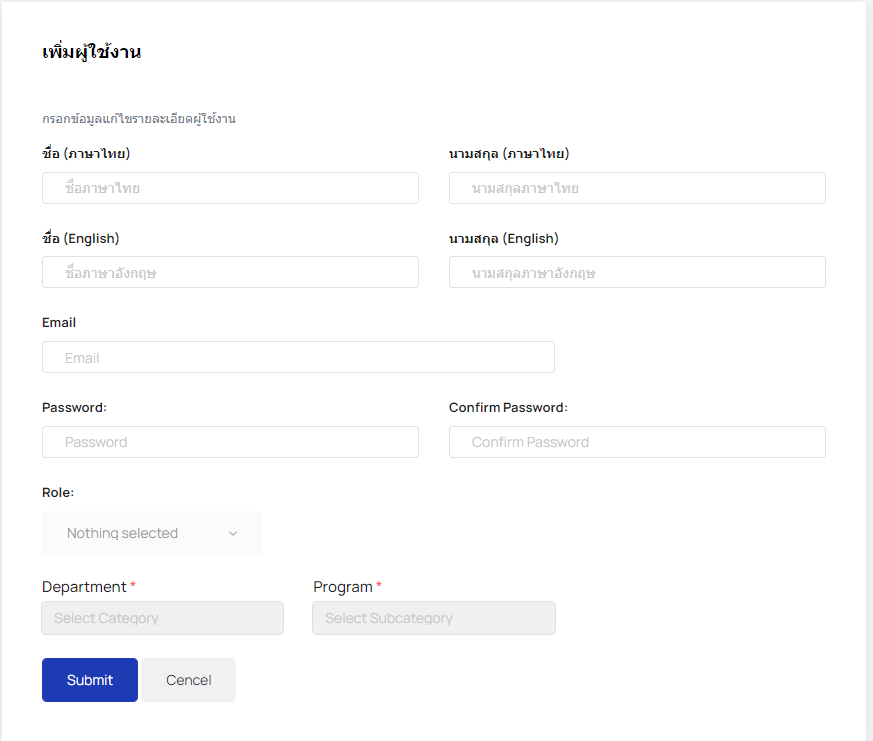 เพิ่มผู้ใช้งาน
กรอกข้อมูลแก้ไขรายละเอียดผู้ใช้งาน
ชื่อ (ภาษาไทย) นามสกุล (ภาษาไทย)
ชื่อภาษาไทย นามสกุลภาษาไทย
ชื่อ (English) นามสกุล (English)
ชื่อภาษาอังกฤษ นามสกุลภาษาอังกฤษ
Email
Email
Password: Confirm Password:
Password Confirm Password
Role:
Nothing selected
Department * Program *
Select Category Select Subcategory
Submit Cencel